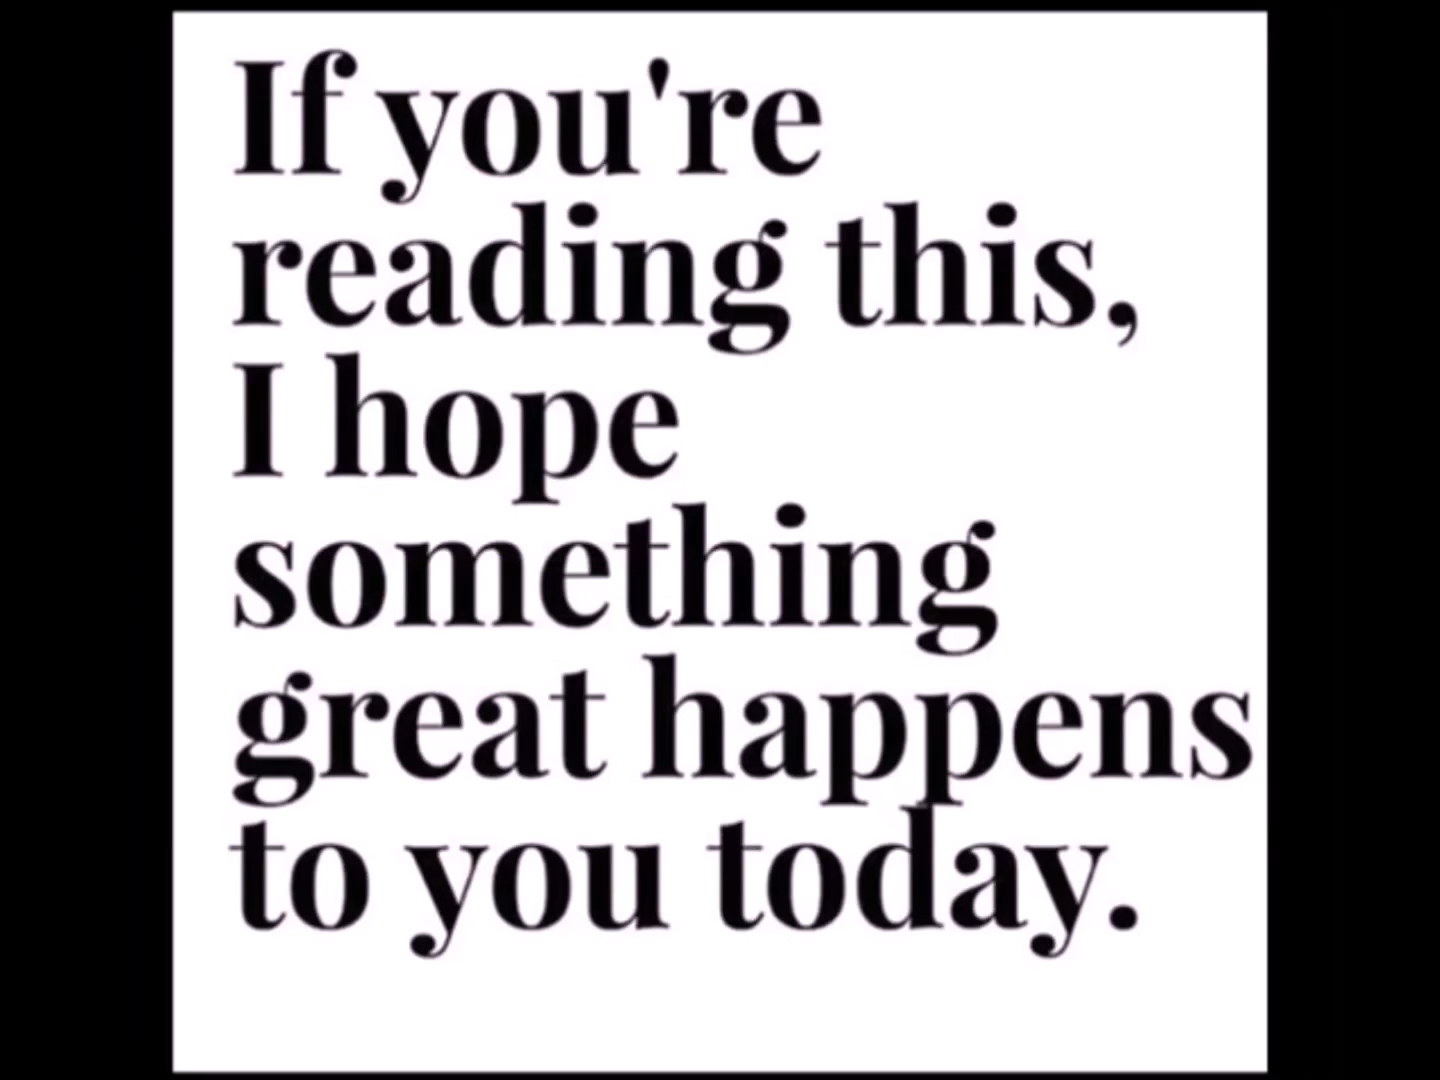 If you're
reading this,
I hope
something
great happens
to you today.